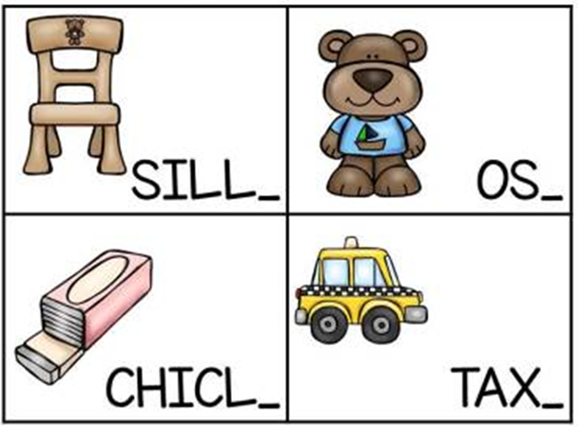 SILL_
OS_
CHICL_
TAX_